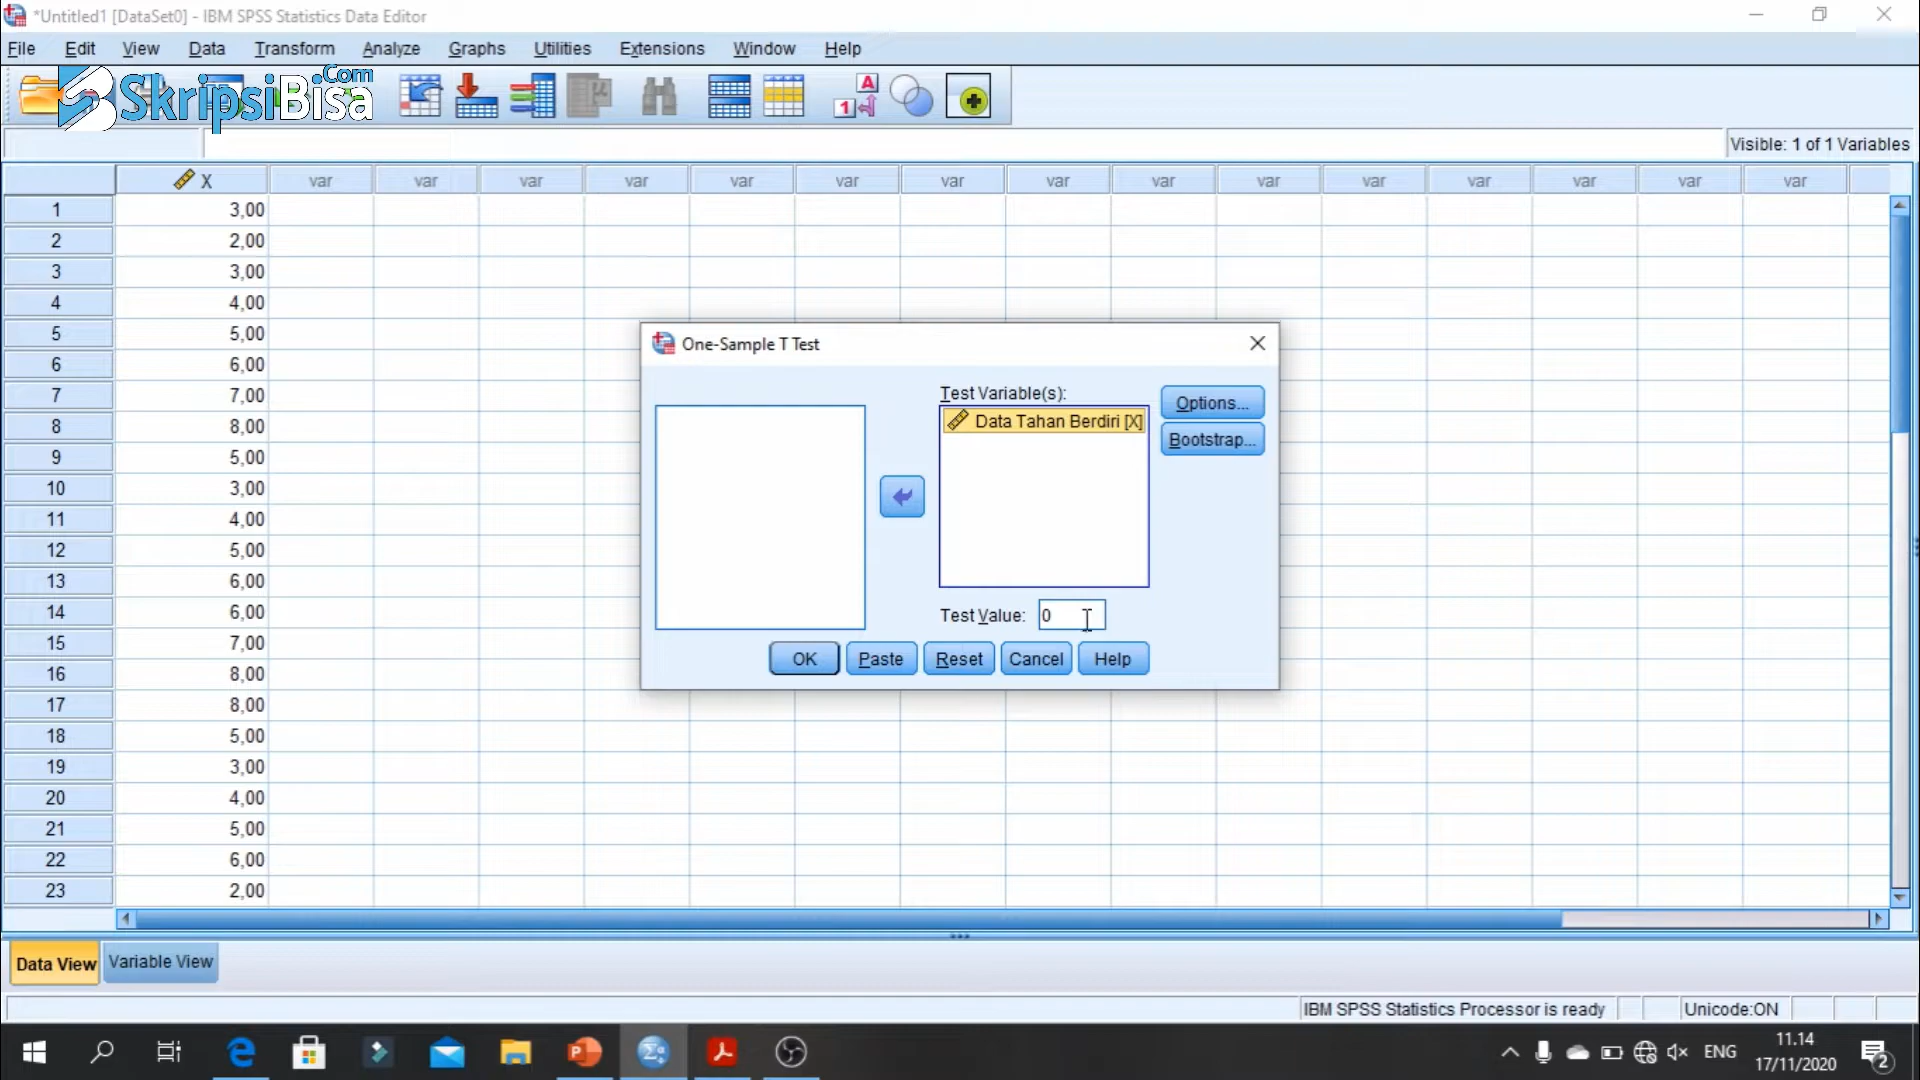 *Untitled1 [DataSet0] - IBM SPSS Statistics Data Editor
File Edit View Data Transform Analyze Graphs Utilities Extensions Window Help
SkripsiBisa.Com
A
1
Visible: 1 of 1 Variables
X var var var var var var var var var var var var var var var
1 3,00
2 2,00
3 3,00
4 4,00
5 5,00
6 6,00
7 7,00
8 8,00
9 5,00
10 3,00
11 4,00
12 5,00
13 6,00
14 6,00
15 7,00
16 8,00
17 8,00
18 5,00
19 3,00
20 4,00
21 5,00
22 6,00
23 2,00
One-Sample T Test
Test Variable(s):
Data Tahan Berdiri [X]
Options...
Bootstrap...
Test Value: 0
OK Paste Reset Cancel Help
Data View Variable View
IBM SPSS Statistics Processor is ready Unicode:ON
ENG
11.14
17/11/2020
2